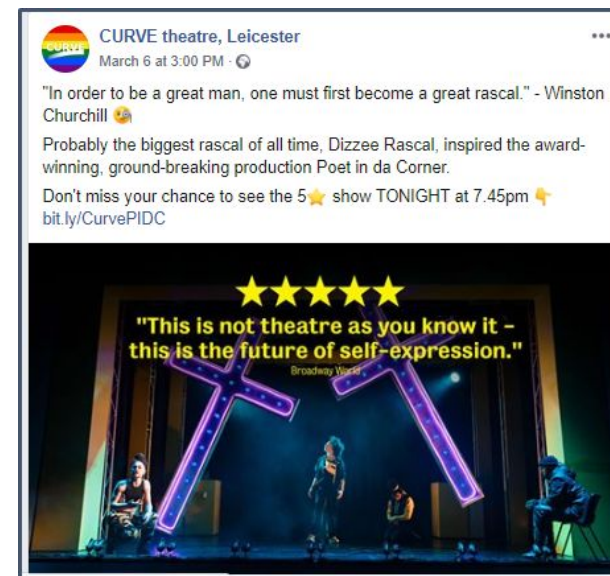 CURVE
CURVE theatre, Leicester
March 6 at 3:00 PM ·
"In order to be a great man, one must first become a great rascal." - Winston
Churchill 🧐
Probably the biggest rascal of all time, Dizzee Rascal, inspired the award-
winning, ground-breaking production Poet in da Corner.
Don't miss your chance to see the 5⭐ show TONIGHT at 7.45pm 👇
bit.ly/CurvePIDC
"This is not theatre as you know it –
this is the future of self-expression."
Broadway World